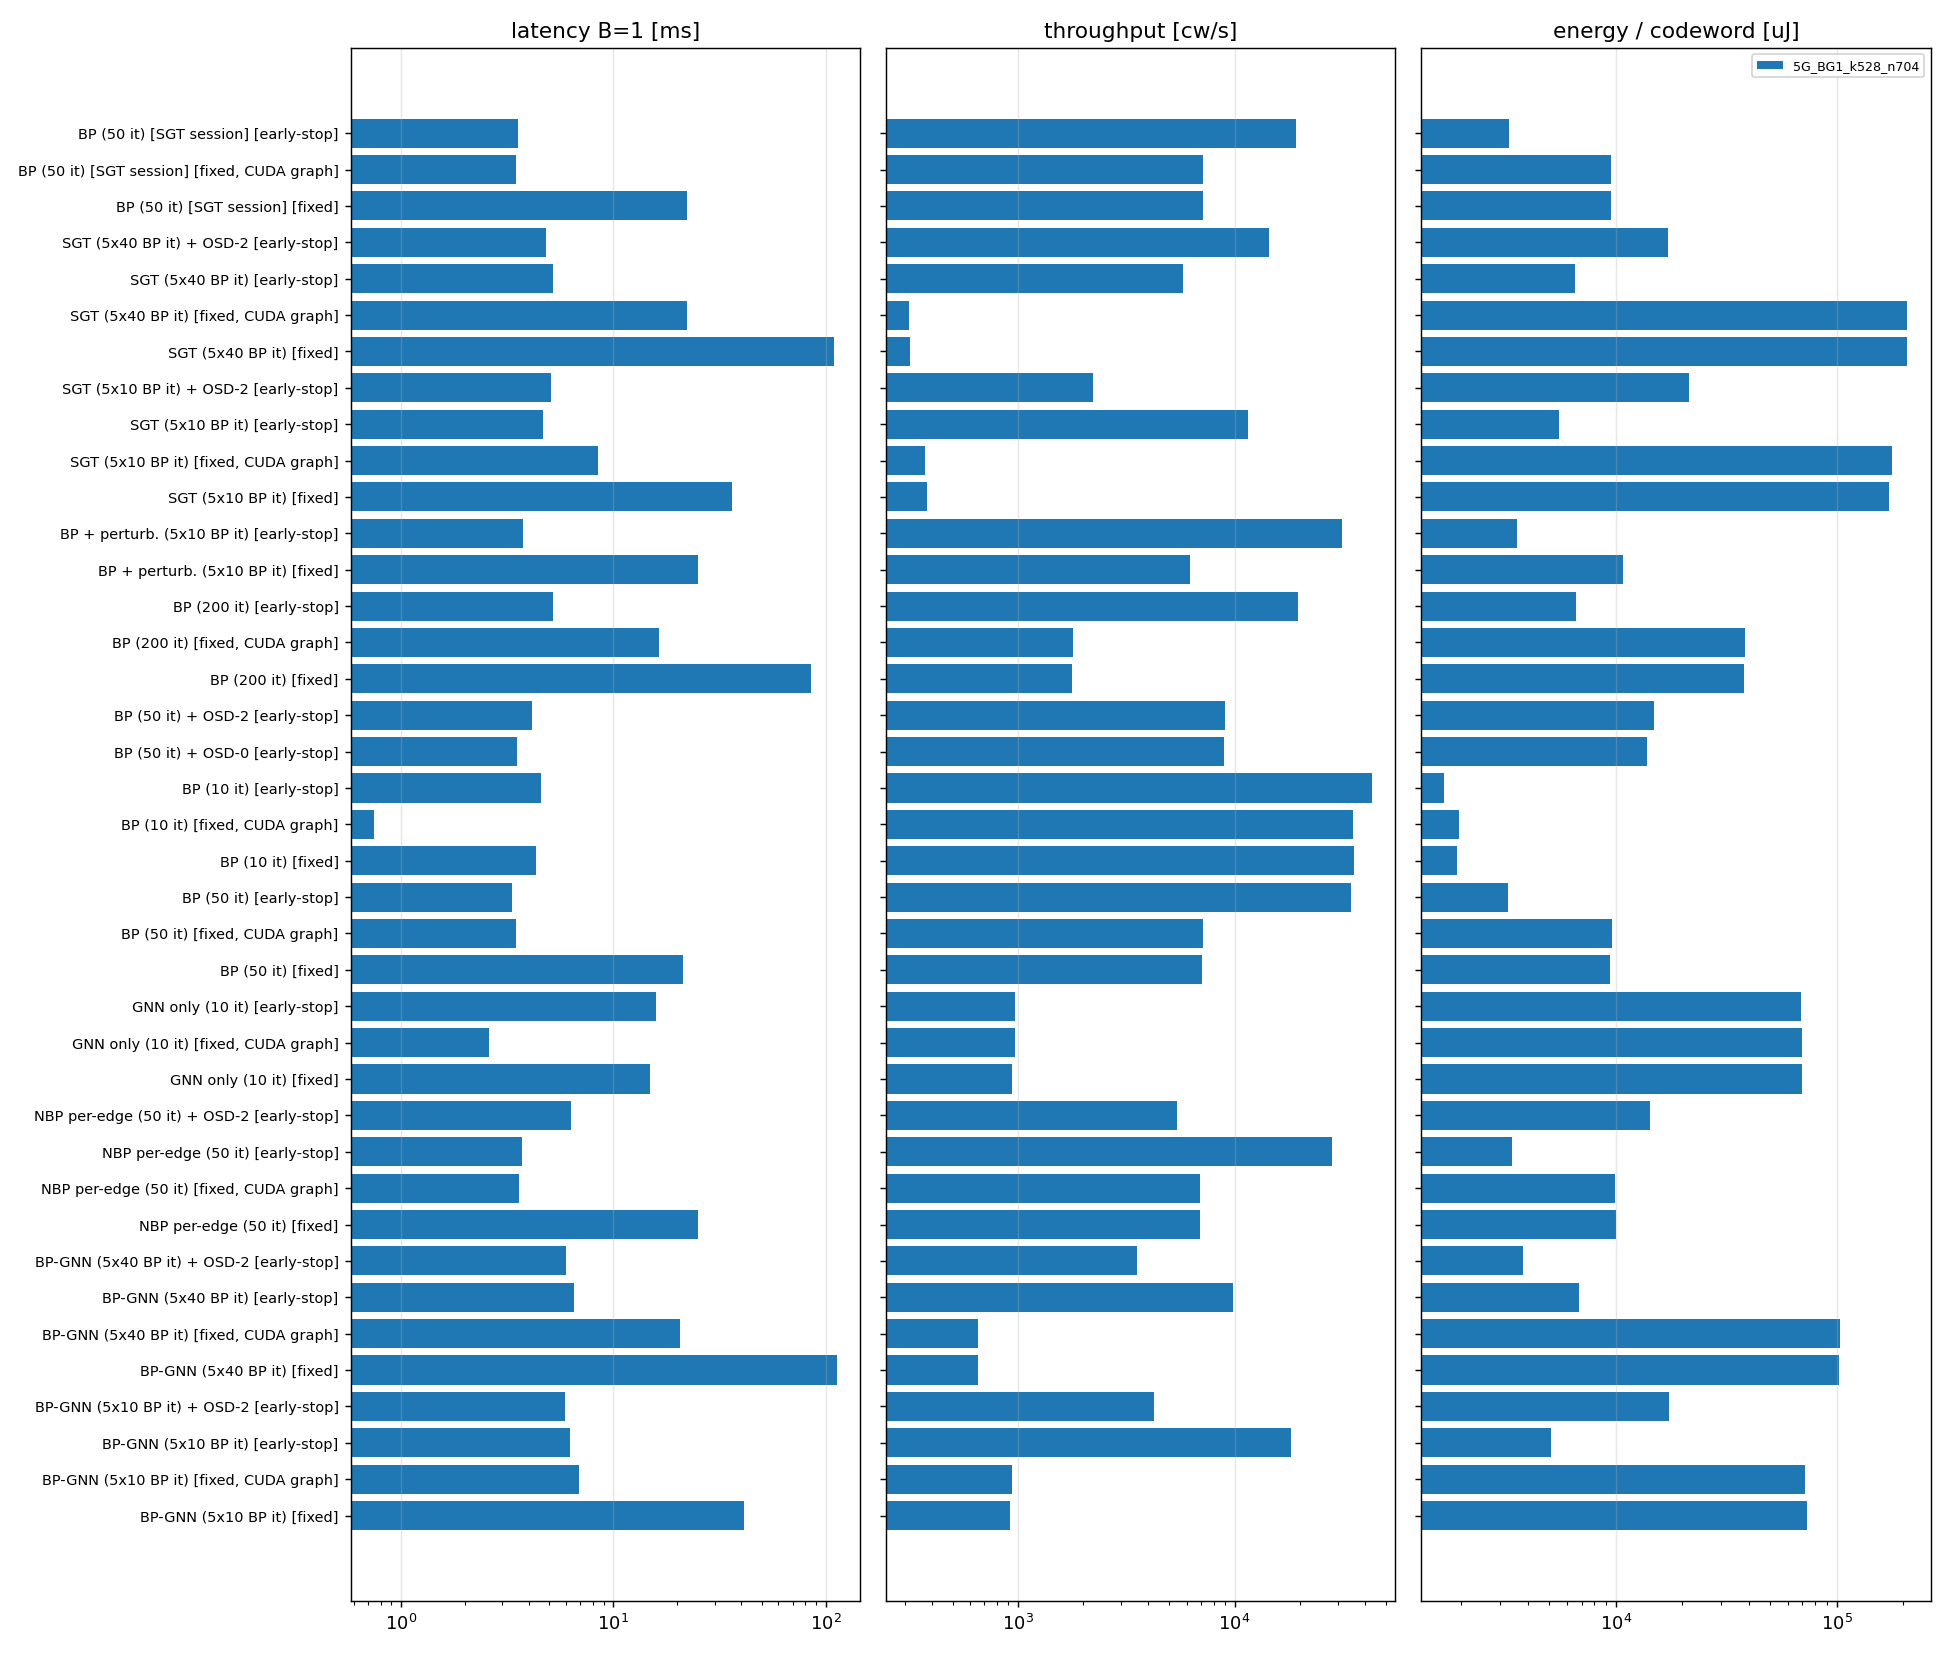 latency B=1 [ms]
throughput [cw/s]
energy / codeword [uJ]
5G_BG1_k528_n704
BP (50 it) [SGT session] [early-stop]
BP (50 it) [SGT session] [fixed, CUDA graph]
BP (50 it) [SGT session] [fixed]
SGT (5x40 BP it) + OSD-2 [early-stop]
SGT (5x40 BP it) [early-stop]
SGT (5x40 BP it) [fixed, CUDA graph]
SGT (5x40 BP it) [fixed]
SGT (5x10 BP it) + OSD-2 [early-stop]
SGT (5x10 BP it) [early-stop]
SGT (5x10 BP it) [fixed, CUDA graph]
SGT (5x10 BP it) [fixed]
BP + perturb. (5x10 BP it) [early-stop]
BP + perturb. (5x10 BP it) [fixed]
BP (200 it) [early-stop]
BP (200 it) [fixed, CUDA graph]
BP (200 it) [fixed]
BP (50 it) + OSD-2 [early-stop]
BP (50 it) + OSD-0 [early-stop]
BP (10 it) [early-stop]
BP (10 it) [fixed, CUDA graph]
BP (10 it) [fixed]
BP (50 it) [early-stop]
BP (50 it) [fixed, CUDA graph]
BP (50 it) [fixed]
GNN only (10 it) [early-stop]
GNN only (10 it) [fixed, CUDA graph]
GNN only (10 it) [fixed]
NBP per-edge (50 it) + OSD-2 [early-stop]
NBP per-edge (50 it) [early-stop]
NBP per-edge (50 it) [fixed, CUDA graph]
NBP per-edge (50 it) [fixed]
BP-GNN (5x40 BP it) + OSD-2 [early-stop]
BP-GNN (5x40 BP it) [early-stop]
BP-GNN (5x40 BP it) [fixed, CUDA graph]
BP-GNN (5x40 BP it) [fixed]
BP-GNN (5x10 BP it) + OSD-2 [early-stop]
BP-GNN (5x10 BP it) [early-stop]
BP-GNN (5x10 BP it) [fixed, CUDA graph]
BP-GNN (5x10 BP it) [fixed]
10⁰ 10¹ 10²
10³ 10⁴
10⁴ 10⁵